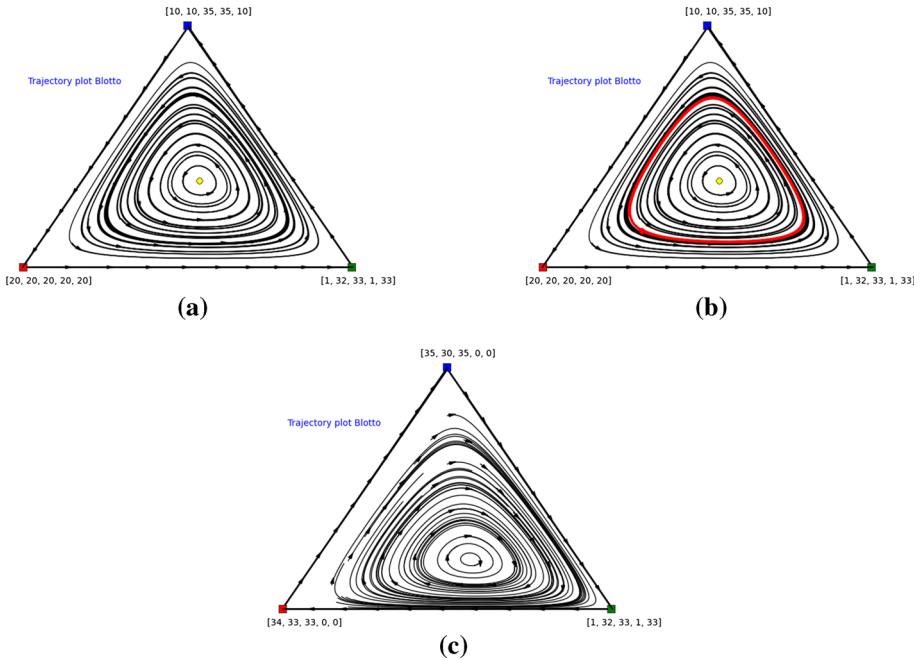 [10, 10, 35, 35, 10]
Trajectory plot Blotto
[20, 20, 20, 20, 20]
[1, 32, 33, 1, 33]
(a)
[10, 10, 35, 35, 10]
Trajectory plot Blotto
[20, 20, 20, 20, 20]
[1, 32, 33, 1, 33]
(b)
[35, 30, 35, 0, 0]
Trajectory plot Blotto
[34, 33, 33, 0, 0]
[1, 32, 33, 1, 33]
(c)